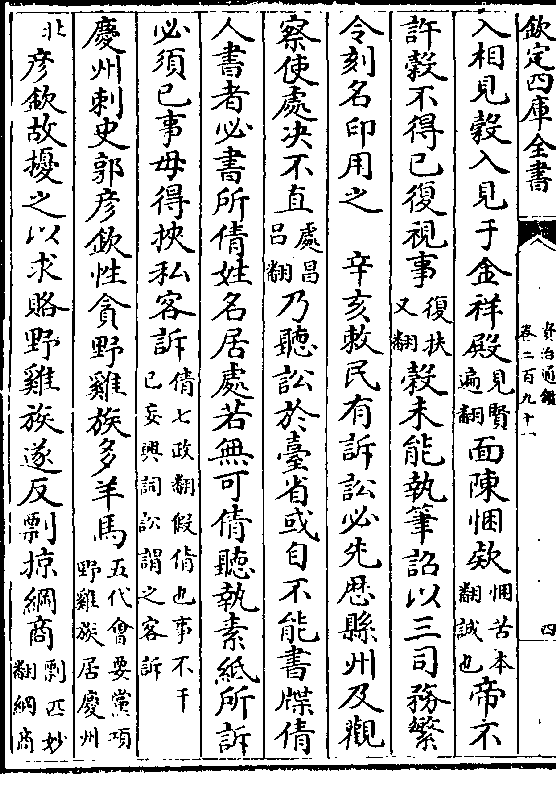 欽定四庫全書
資治通鑑
卷二百九十一
四
入相見穀入見于金祥殿見賢遍翻面陳悃欵悃苦本翻誠也帝不
許穀不得已復視事復扶又翻穀未能執筆詔以三司務繁
令刻名印用之　辛亥敕民有訴訟必先歴縣州及觀
察使處决不直處昌吕翻乃聽訟於臺省或自不能書牒倩
人書者必書所倩姓名居處若無可倩聽執素紙所訴
必須已事毋得挾私客訴倩七政翻假倩也事不干已妄興詞訟謂之客訴
慶州刺史郭彦欽性貪野雞族多羊馬五代會要黨項野雞族居慶州
北彦欽故擾之以求賂野雞族遂反剽掠綱商剽匹妙翻綱商